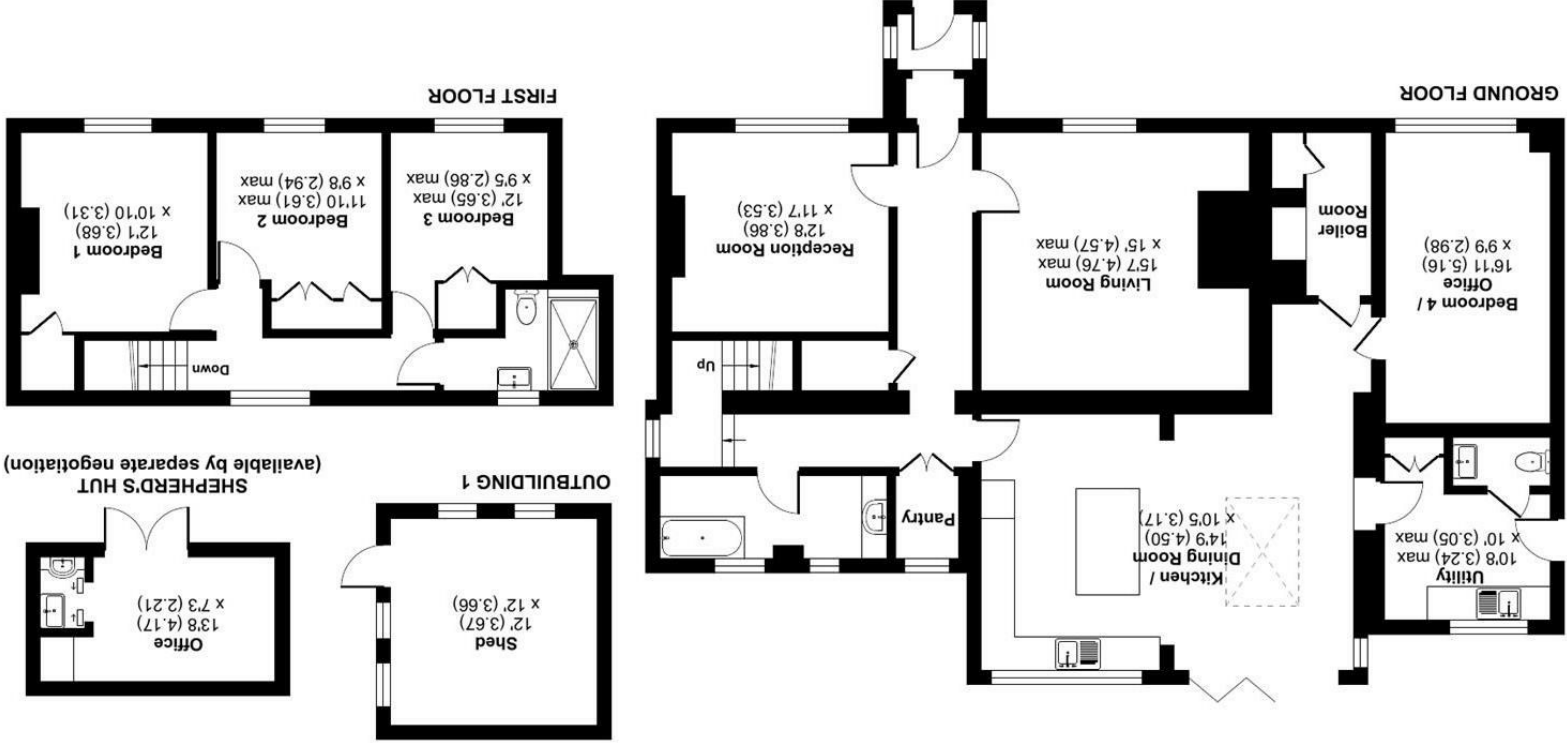 Utility
10'8 (3.24) max
x 10' (3.05) max
Kitchen /
Dining Room
14'9 (4.50)
x 10'5 (3.17)
Pantry
Up
Bedroom 4 /
Office
16'11 (5.16)
x 9'9 (2.98)
Boiler
Room
Living Room
15'7 (4.76) max
x 15' (4.57) max
Reception Room
12'8 (3.86)
x 11'7 (3.53)
GROUND FLOOR
Shed
12' (3.67)
x 12' (3.66)
OUTBUILDING 1
Office
13'8 (4.17)
x 7'3 (2.21)
SHEPHERD'S HUT
(available by separate negotiation)
Down
Bedroom 3
12' (3.65) max
x 9'5 (2.86) max
Bedroom 2
11'10 (3.61) max
x 9'8 (2.94) max
Bedroom 1
12'1 (3.68)
x 10'10 (3.31)
FIRST FLOOR